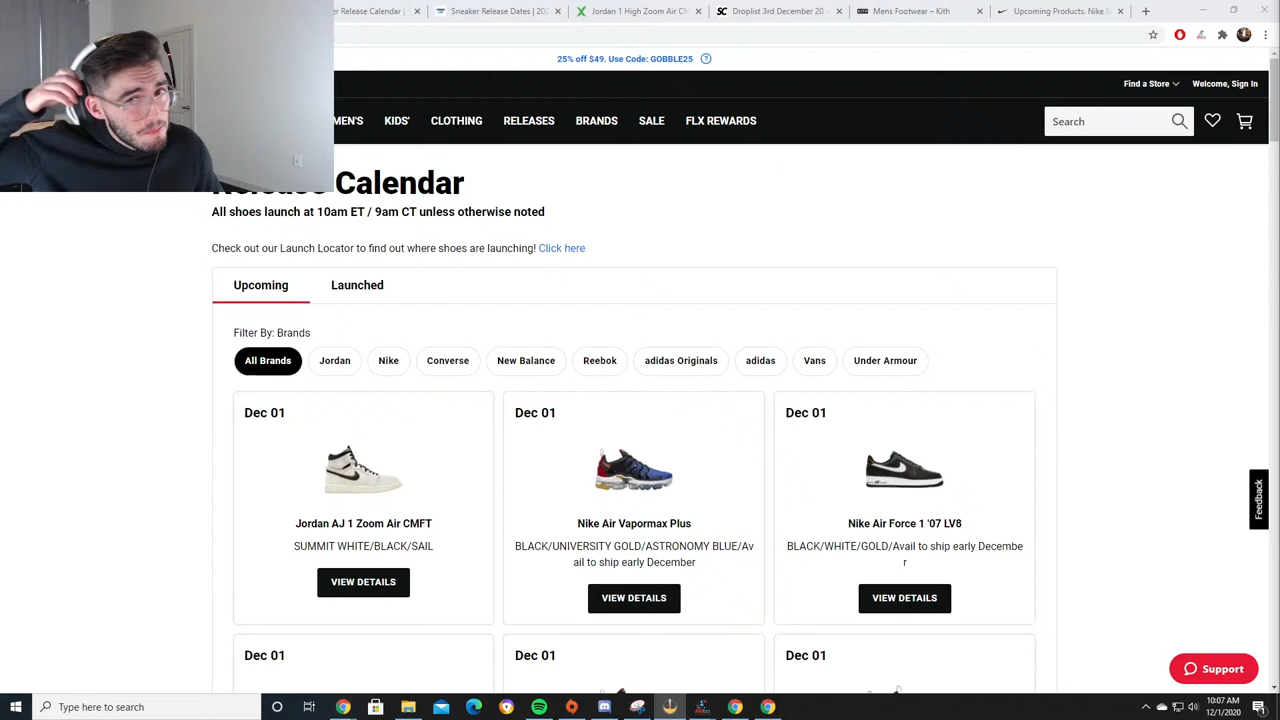 r Release Calendar
Sneaker Release Dates | 202
Jordan 1 High Zoom Air CM
Droplist 3rd December 20
Mens Footwear – Kith
Upcoming Products. Nike S
25% off $49. Use Code: GOBBLE25
Find a Store
Welcome, Sign In
MEN'S
KIDS'
CLOTHING
RELEASES
BRANDS
SALE
FLX REWARDS
Search
Release Calendar
All shoes launch at 10am ET / 9am CT unless otherwise noted
Check out our Launch Locator to find out where shoes are launching! Click here
Upcoming
Launched
Filter By: Brands
All Brands
Jordan
Nike
Converse
New Balance
Reebok
adidas Originals
adidas
Vans
Under Armour
Dec 01
Jordan AJ 1 Zoom Air CMFT
SUMMIT WHITE/BLACK/SAIL
VIEW DETAILS
Dec 01
Nike Air Vapormax Plus
BLACK/UNIVERSITY GOLD/ASTRONOMY BLUE/Av
ail to ship early December
VIEW DETAILS
Dec 01
Nike Air Force 1 '07 LV8
BLACK/WHITE/GOLD/Avail to ship early Decembe
r
VIEW DETAILS
Dec 01
Dec 01
Dec 01
Feedback
Support
Type here to search
10:07 AM
12/1/2020